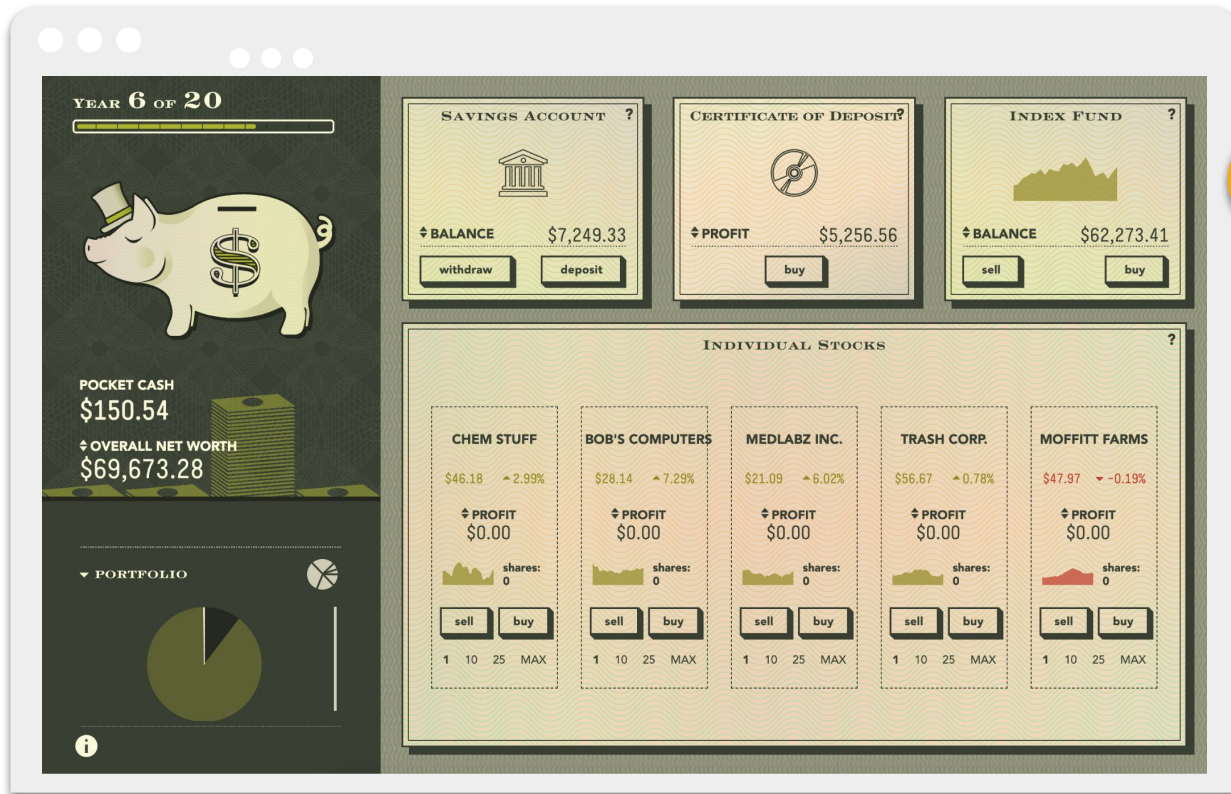 YEAR 6 OF 20
POCKET CASH
$150.54
OVERALL NET WORTH
$69,673.28
PORTFOLIO
i
SAVINGS ACCOUNT ?
BALANCE $7,249.33
withdraw deposit
CERTIFICATE OF DEPOSIT?
PROFIT $5,256.56
buy
INDEX FUND ?
BALANCE $62,273.41
sell buy
INDIVIDUAL STOCKS ?
CHEM STUFF
$46.18 2.99%
PROFIT
$0.00
shares:
0
sell buy
1 10 25 MAX
BOB'S COMPUTERS
$28.14 7.29%
PROFIT
$0.00
shares:
0
sell buy
1 10 25 MAX
MEDLABZ INC.
$21.09 6.02%
PROFIT
$0.00
shares:
0
sell buy
1 10 25 MAX
TRASH CORP.
$56.67 0.78%
PROFIT
$0.00
shares:
0
sell buy
1 10 25 MAX
MOFFITT FARMS
$47.97 -0.19%
PROFIT
$0.00
shares:
0
sell buy
1 10 25 MAX